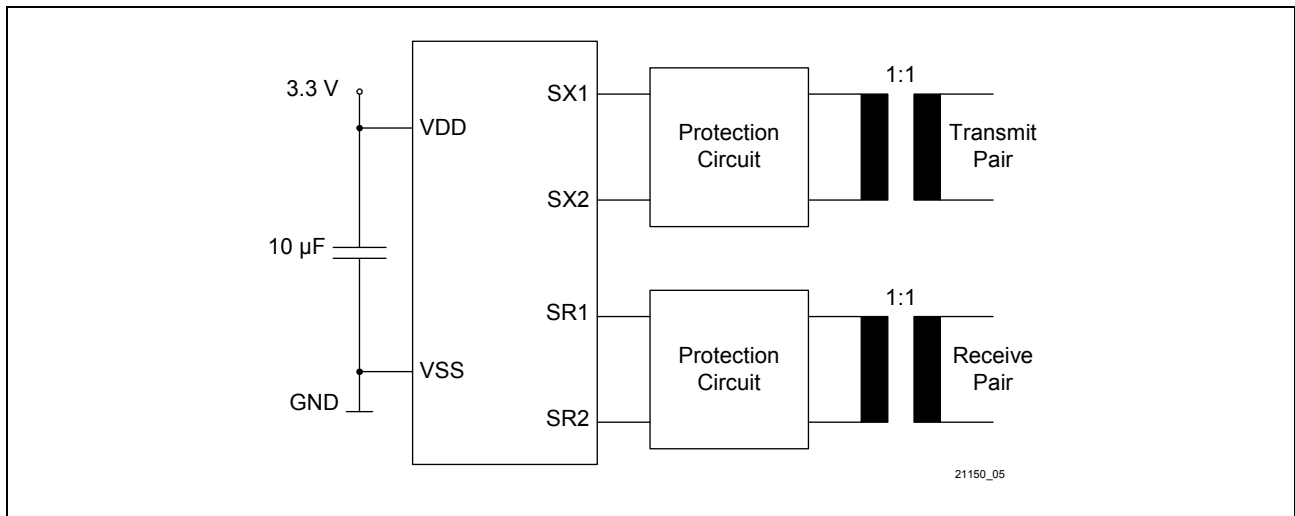 3.3 V
VDD
10 µF
VSS
GND
SX1
SX2
SR1
SR2
Protection
Circuit
1:1
Transmit
Pair
Protection
Circuit
1:1
Receive
Pair
21150_05